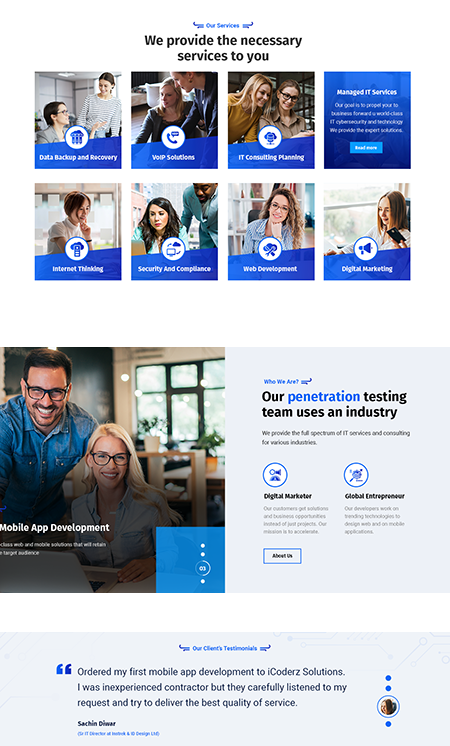 Our Services
We provide the necessary
services to you
Data Backup and Recovery
VoIP Solutions
IT Consulting Planning
Managed IT Services
Our goal is to propel your to
business forward u world-class
IT cybersecurity and technology
We provide the expert solutions.
Read more
Internet Thinking
Security And Compliance
Web Development
Digital Marketing
Mobile App Development
-class web and mobile solutions that will retain
e target audience
03
Who We Are?
Our penetration testing
team uses an industry
We provide the full spectrum of IT services and consulting
for various industries.
Digital Marketor
Our customers get solutions
and business opportunities
instead of just projects. Our
mission is to accelerate.
Global Entrepreneur
Our developers work on
trending technologies to
design web and on mobile
applications.
About Us
Our Client's Testimonials
Ordered my first mobile app development to iCoderz Solutions.
I was inexperienced contractor but they carefully listened to my
request and try to deliver the best quality of service.
Sachin Diwar
(Sr IT Director at Instrek & ID Design Ltd)